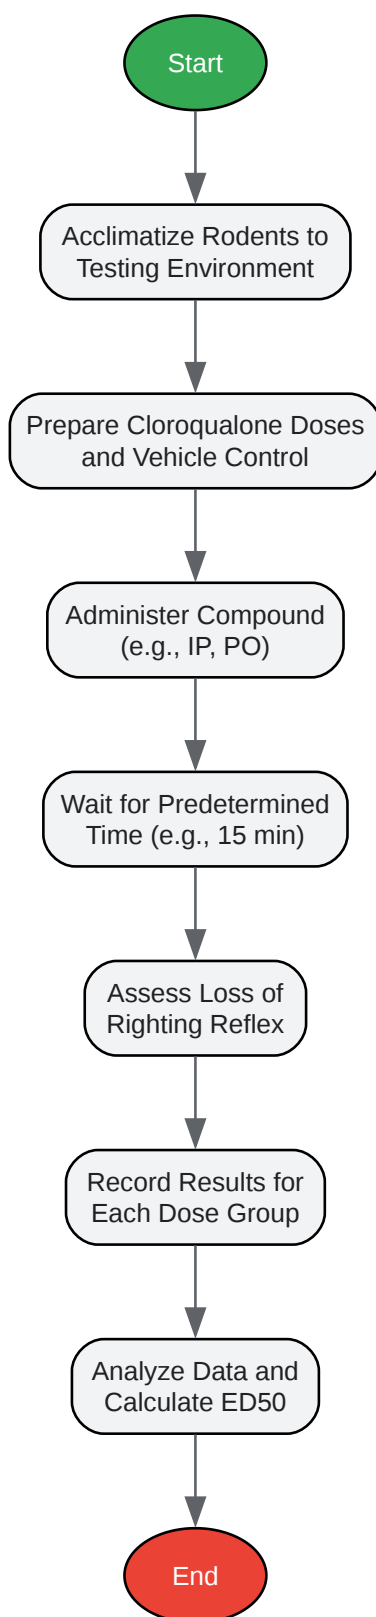 Start
Acclimatize Rodents to
Testing Environment
Prepare Cloroqualone Doses
and Vehicle Control
Administer Compound
(e.g., IP, PO)
Wait for Predetermined
Time (e.g., 15 min)
Assess Loss of
Righting Reflex
Record Results for
Each Dose Group
Analyze Data and
Calculate ED50
End